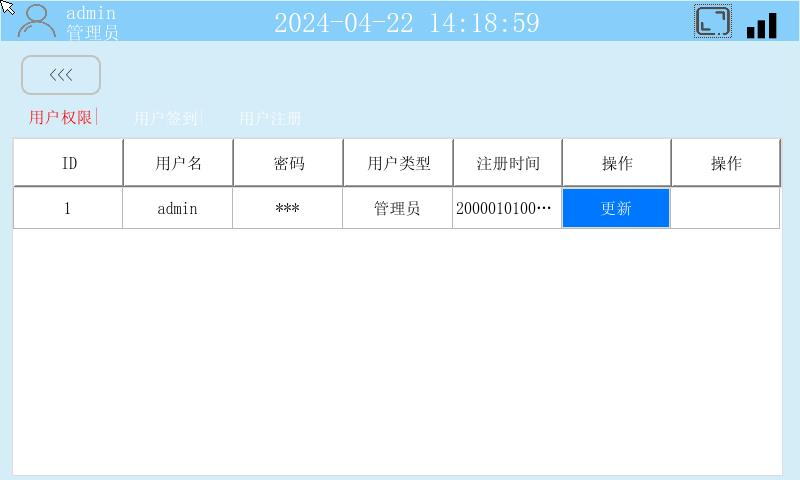 admin
管理员
2024-04-22 14:18:59
<<<
用户权限| 用户签到| 用户注册
ID 用户名 密码 用户类型 注册时间 操作 操作
1 admin *** 管理员 2000010100… 更新